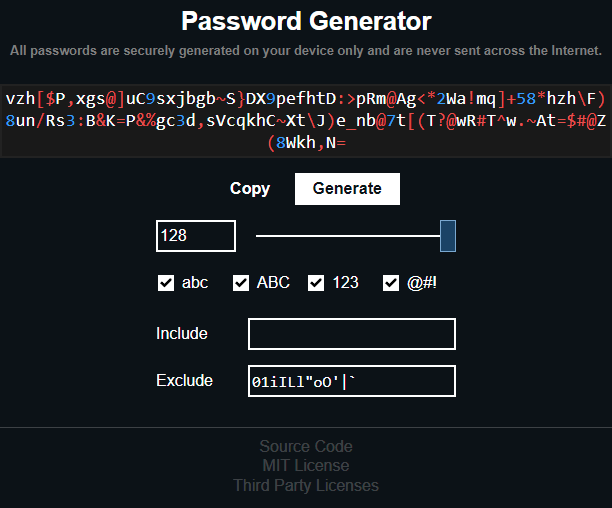 Password Generator
All passwords are securely generated on your device only and are never sent across the Internet.
vzh[$P,xgs@]uC9sxjbgb~S}DX9pefhtD:>pRm@Ag<*2Wa!mq]+58*hzh\F)
8un/Rs3:B&K=P&%gc3d,sVcqkhC~Xt\J)e_nb@7t[(T?@wR#T^w.~At=$#@Z
(8Wkh,N=
Copy Generate
128
abc ABC 123 @#!
Include
Exclude 01iILl"oO'|`
Source Code
MIT License
Third Party Licenses